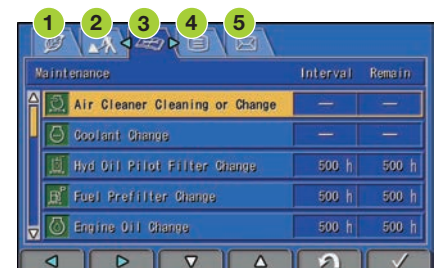 1 2 3 4 5
Maintenance Interval Remain
Air Cleaner Cleaning or Change — —
Coolant Change — —
Hyd Oil Pilot Filter Change 500 h 500 h
Fuel Prefilter Change 500 h 500 h
Engine Oil Change 500 h 500 h